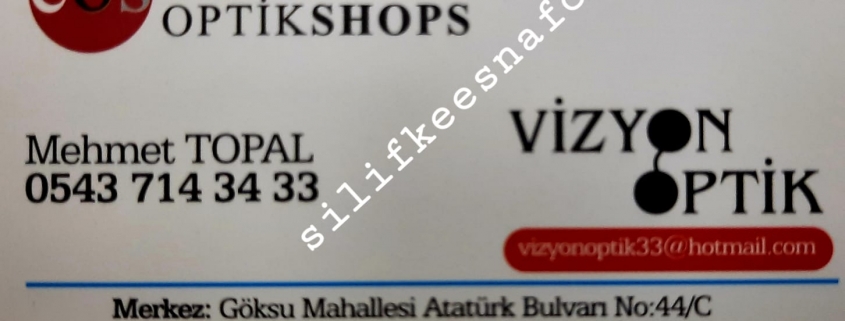 OPTİKSHOPS
Mehmet TOPAL
0543 714 34 33
VİZYON
OPTİK
vizyonoptik33@hotmail.com
Merkez: Göksu Mahallesi Atatürk Bulvarı No:44/C
silifkeesnaf